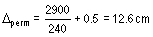 Δperm = 2900/240 + 0.5 = 12.6 cm